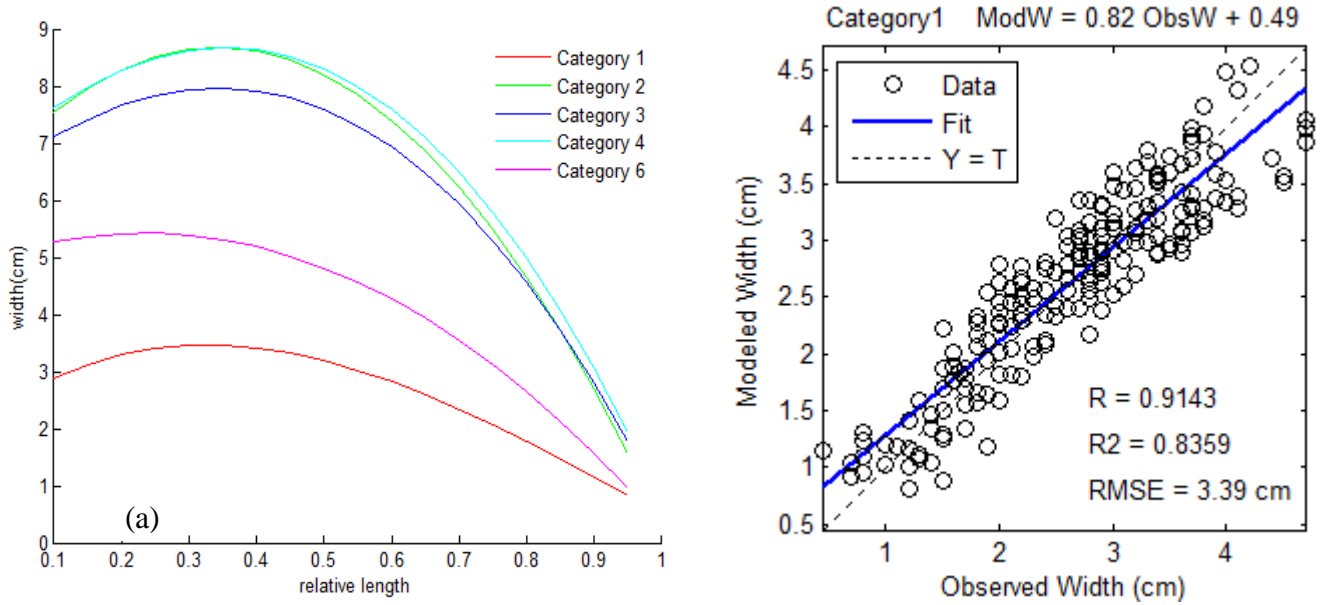 9
8
7
6
5
4
3
2
1
0
width(cm)
Category 1
Category 2
Category 3
Category 4
Category 6
(a)
0.1 0.2 0.3 0.4 0.5 0.6 0.7 0.8 0.9 1
relative length
Category1 ModW = 0.82 ObsW + 0.49
4.5
4
3.5
3
2.5
2
1.5
1
0.5
Modeled Width (cm)
Data
Fit
Y = T
R = 0.9143
R2 = 0.8359
RMSE = 3.39 cm
1 2 3 4
Observed Width (cm)